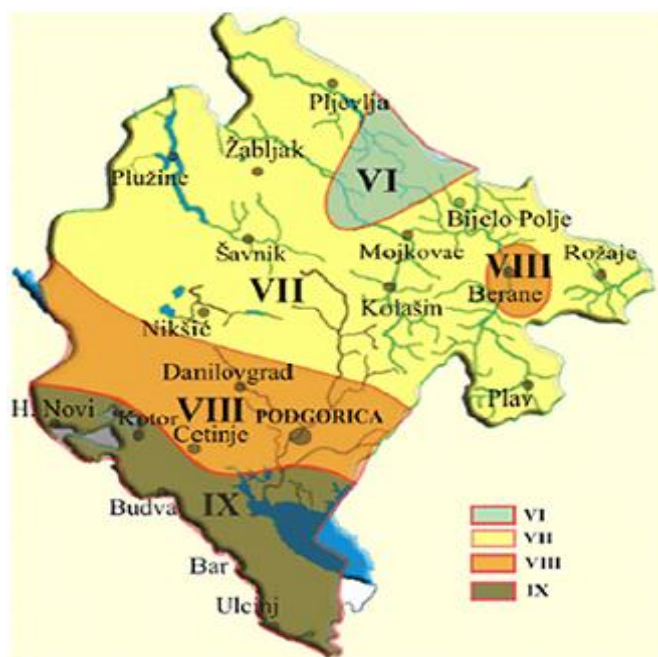 Pljevlja
Žabljak
Plužine
VI
Bijelo Polje
Šavnik
Mojkovac
VIII
Rožaje
VII
Kolašin
Berane
Nikšić
Danilovgrad
Plav
H. Novi
Kotor
VIII
PODGORICA
Cetinje
Budva
IX
Bar
Ulcinj
VI
VII
VIII
IX